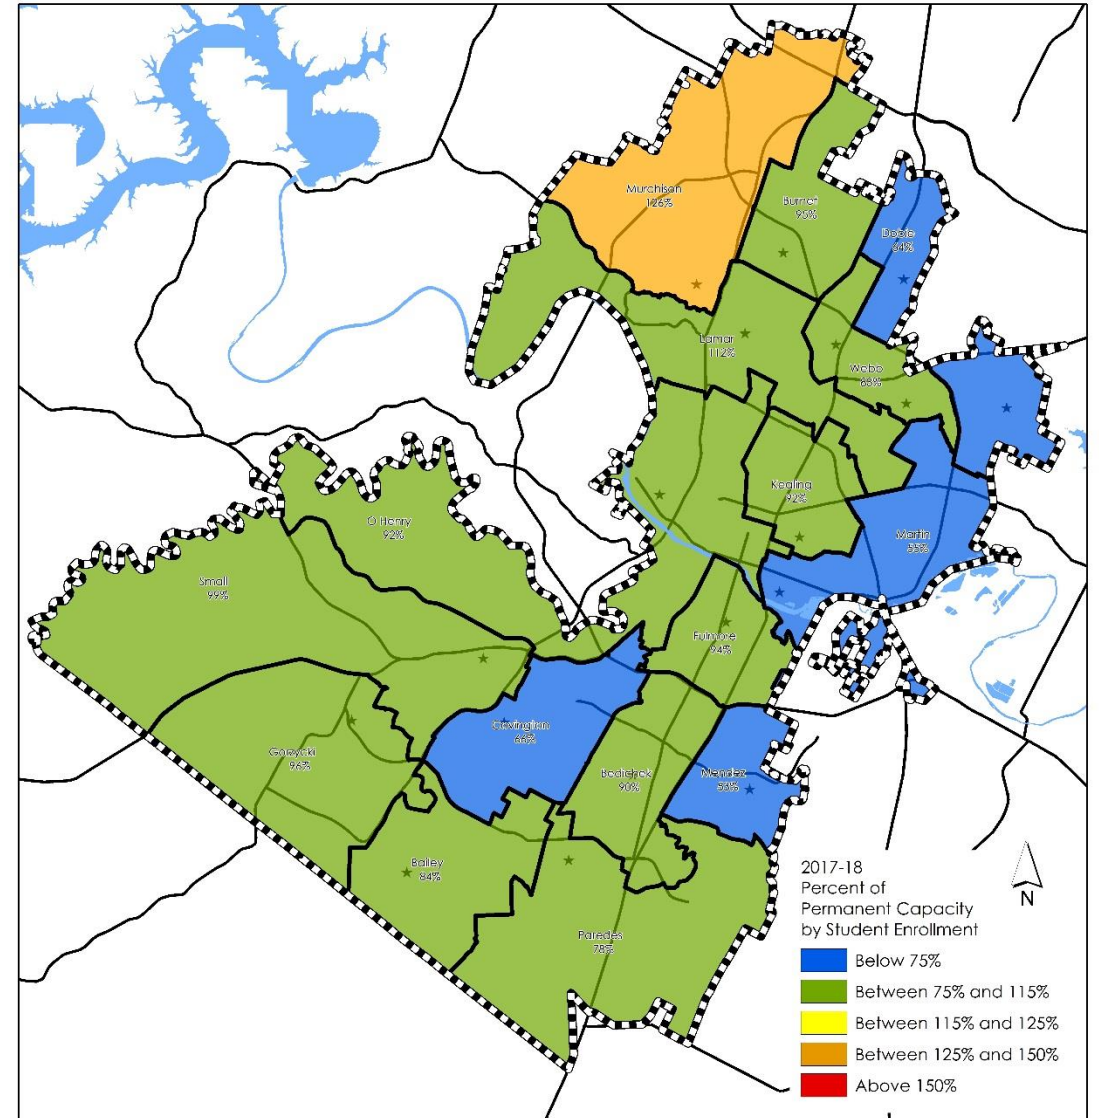 Murchison
126%
Burnet
95%
Dobie
64%
Lamar
112%
Webb
Kealing
92%
Martin
55%
O Henry
92%
Small
99%
Fulmore
94%
Covington
66%
Gorzycki
96%
Bedichek
90%
Mendez
53%
Bailey
84%
Paredes
78%
2017-18
Percent of
Permanent Capacity
by Student Enrollment
Below 75%
Between 75% and 115%
Between 115% and 125%
Between 125% and 150%
Above 150%
N